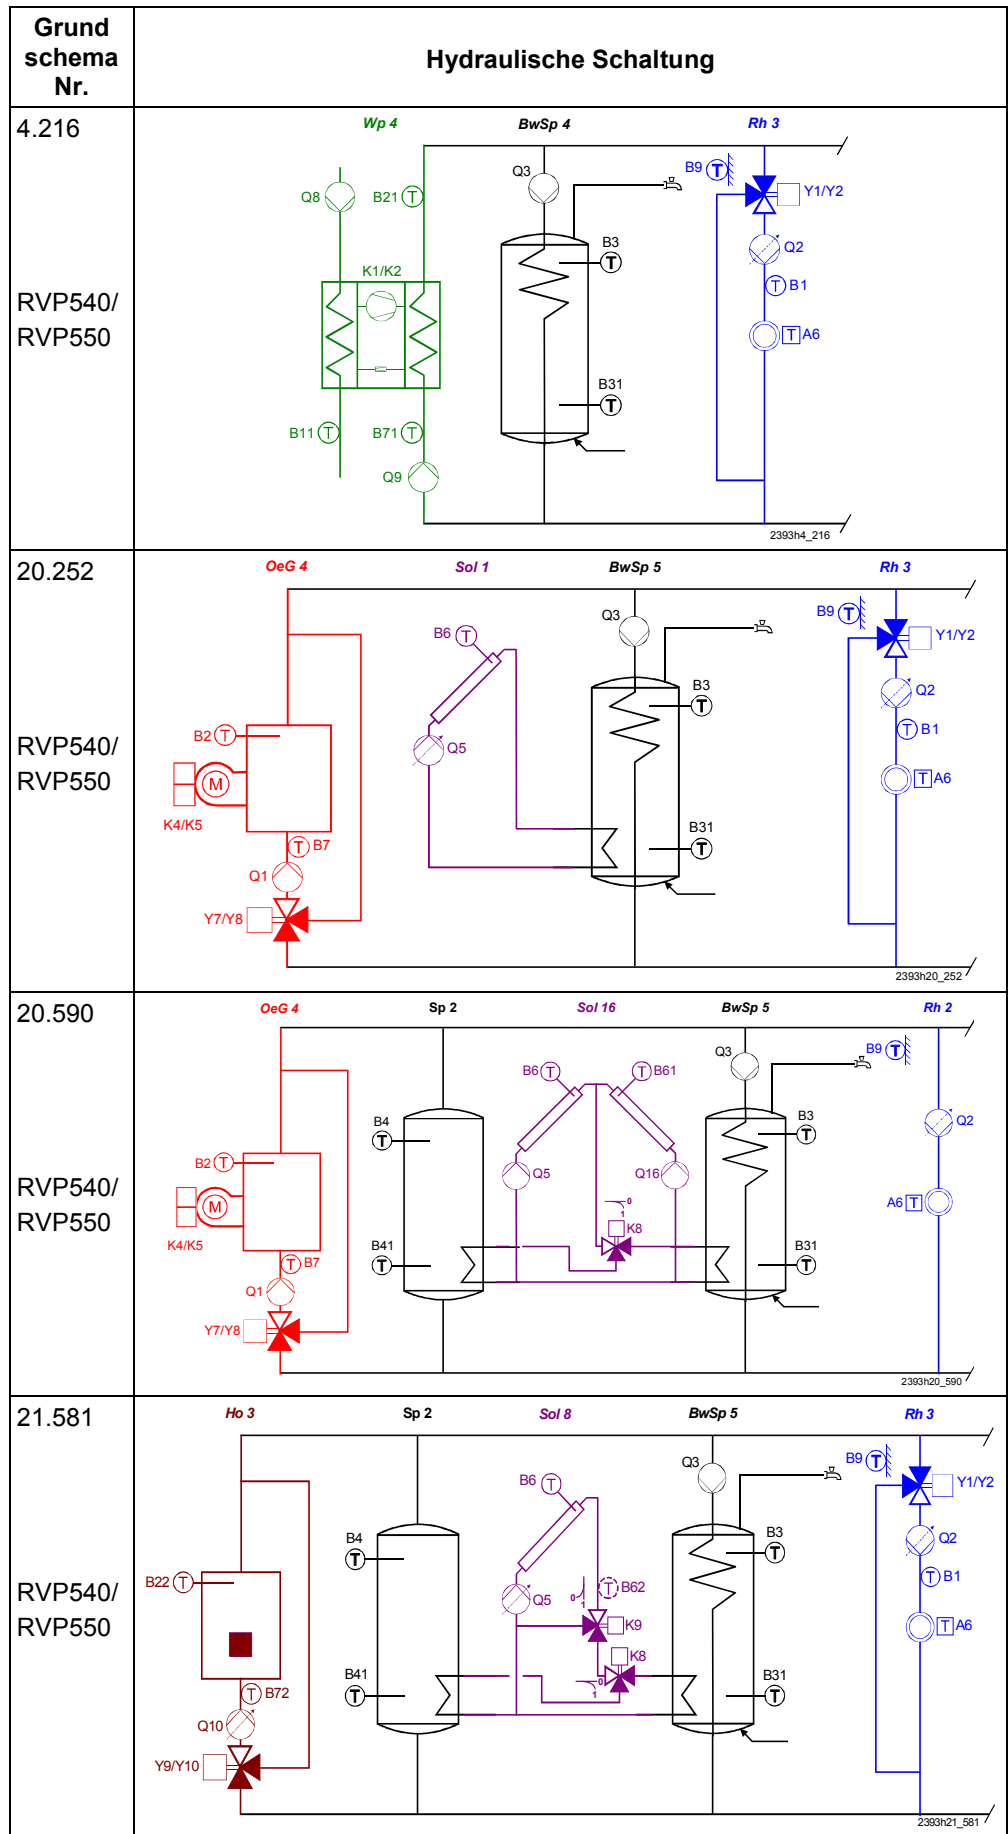 Grund
schema
Nr.
Hydraulische Schaltung
4.216
RVP540/
RVP550
Wp 4
BwSp 4
Rh 3
Q8
B21 T
Q3
B9 T
Y1/Y2
K1/K2
B3
T
Q2
T B1
T A6
B31
T
B11 T
B71 T
Q9
2393h4_216
20.252
RVP540/
RVP550
OeG 4
Sol 1
BwSp 5
Rh 3
Q3
B9 T
B6 T
Y1/Y2
B3
T
Q2
B2 T
Q5
T B1
M
T A6
K4/K5
B31
T
T B7
Q1
Y7/Y8
2393h20_252
20.590
RVP540/
RVP550
OeG 4
Sp 2
Sol 16
BwSp 5
Rh 2
Q3
B9 T
B6 T
T B61
B4
T
B3
T
Q2
B2 T
Q5
Q16
M
A6 T
0
1
K8
K4/K5
B41
T
B31
T
T B7
Q1
Y7/Y8
2393h20_590
21.581
RVP540/
RVP550
Ho 3
Sp 2
Sol 8
BwSp 5
Rh 3
Q3
B9 T
B6 T
Y1/Y2
B4
T
B3
T
Q2
B22 T
T B62
T B1
Q5
0
1
K9
T A6
K8
0
1
B41
T
B31
T
T B72
Q10
Y9/Y10
2393h21_581